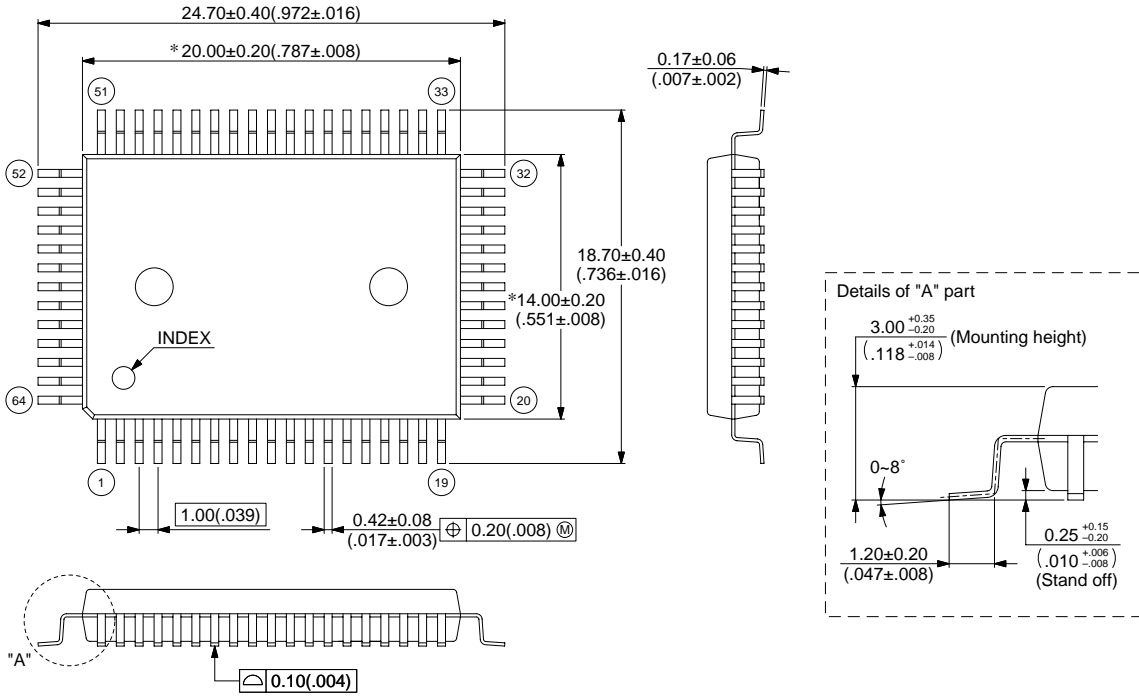 24.70±0.40(.972±.016)
*20.00±0.20(.787±.008)
0.17±0.06
(.007±.002)
51
33
52
32
18.70±0.40
(.736±.016)
*14.00±0.20
(.551±.008)
INDEX
64
20
1
19
1.00(.039)
0.42±0.08
(.017±.003)
⌖ 0.20(.008) Ⓜ
"A"
⌓ 0.10(.004)
Details of "A" part
3.00 +0.35 –0.20 (Mounting height)
(.118 +.014 –.008)
0~8°
1.20±0.20
(.047±.008)
0.25 +0.15 –0.20
(.010 +.006 –.008)
(Stand off)